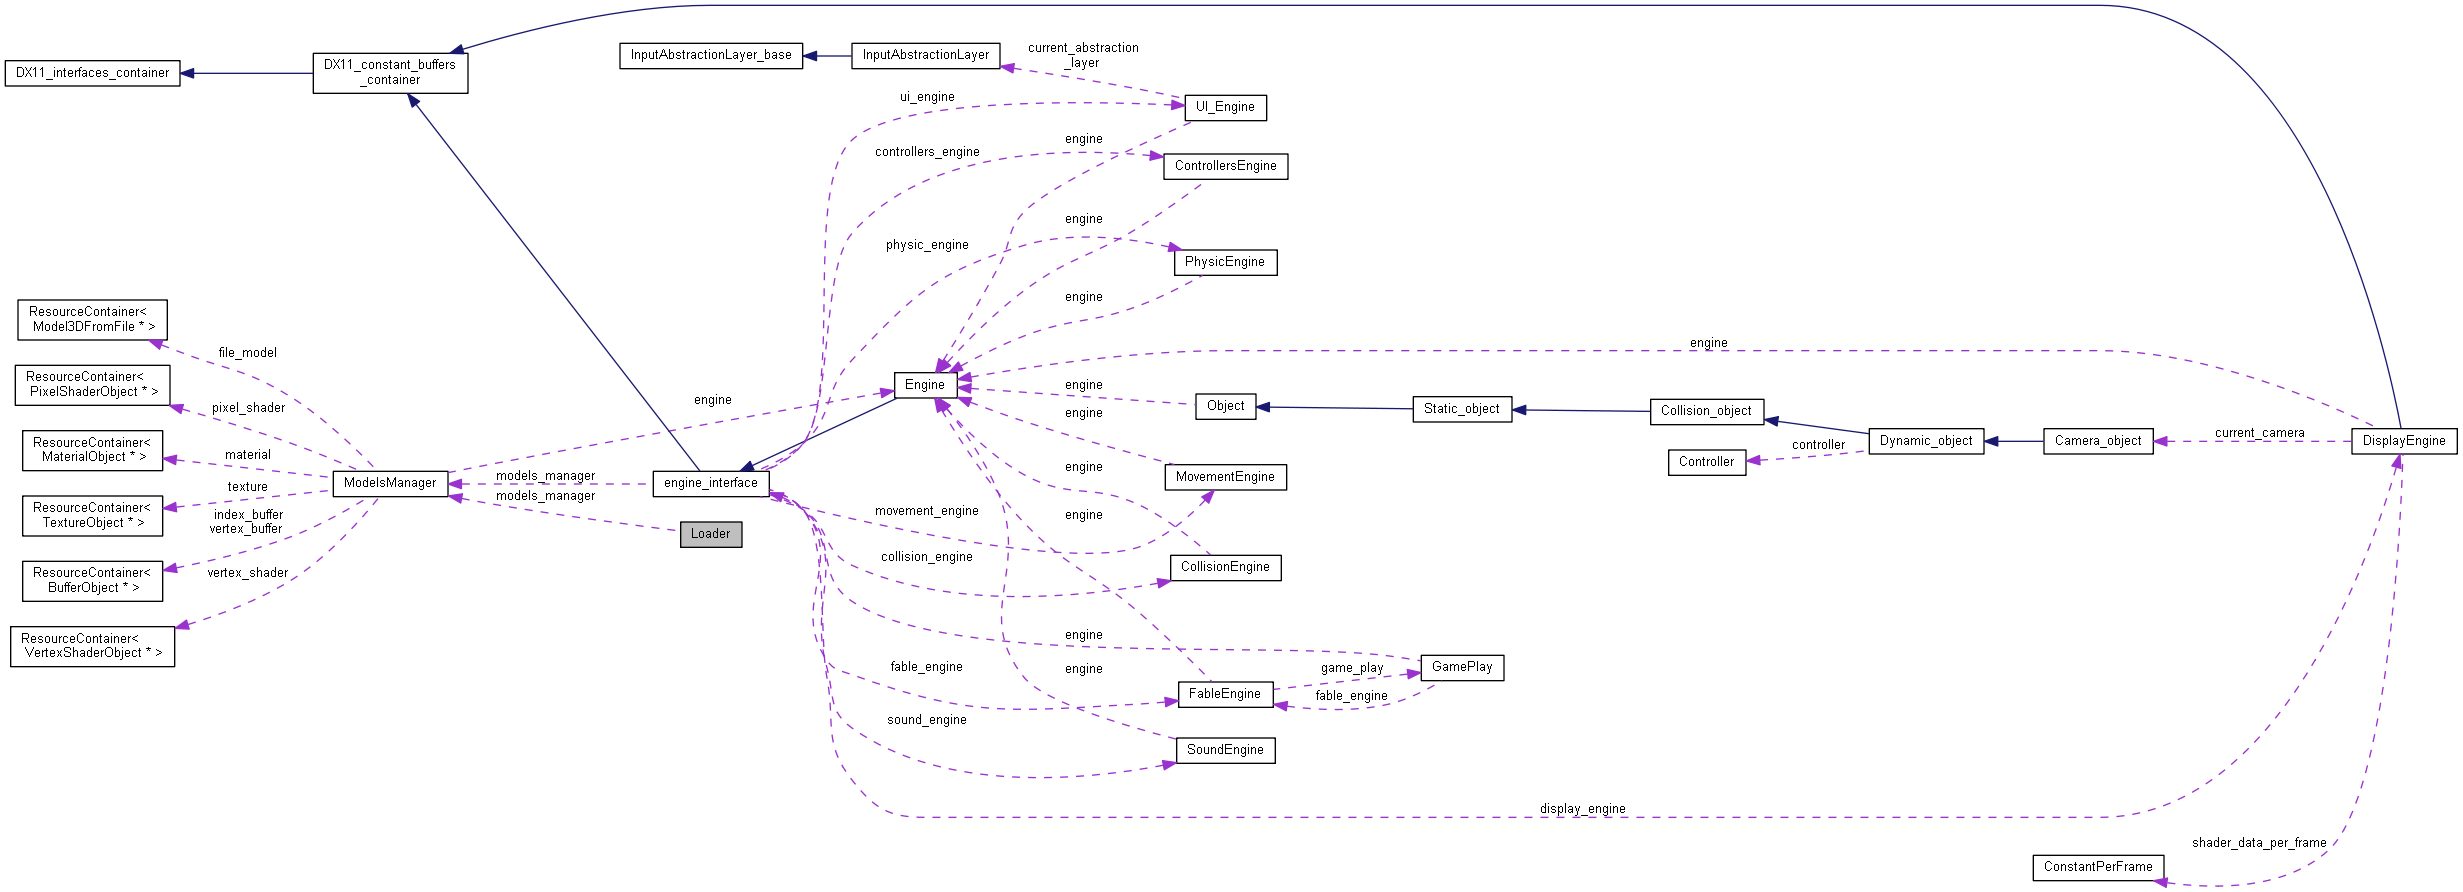 DX11_interfaces_container
DX11_constant_buffers
_container
InputAbstractionLayer_base
InputAbstractionLayer
current_abstraction
_layer
UI_Engine
ui_engine
engine
controllers_engine
ControllersEngine
engine
physic_engine
PhysicEngine
engine
ResourceContainer<
Model3DFromFile * >
file_model
ResourceContainer<
PixelShaderObject * >
pixel_shader
ResourceContainer<
MaterialObject * >
material
ResourceContainer<
TextureObject * >
texture
index_buffer
vertex_buffer
ResourceContainer<
BufferObject * >
vertex_shader
ResourceContainer<
VertexShaderObject * >
ModelsManager
engine
models_manager
models_manager
engine_interface
Loader
Engine
engine
engine
engine
Object
Static_object
Collision_object
controller
Controller
Dynamic_object
Camera_object
current_camera
DisplayEngine
MovementEngine
engine
movement_engine
engine
collision_engine
CollisionEngine
engine
fable_engine
engine
FableEngine
game_play
fable_engine
GamePlay
sound_engine
SoundEngine
display_engine
shader_data_per_frame
ConstantPerFrame